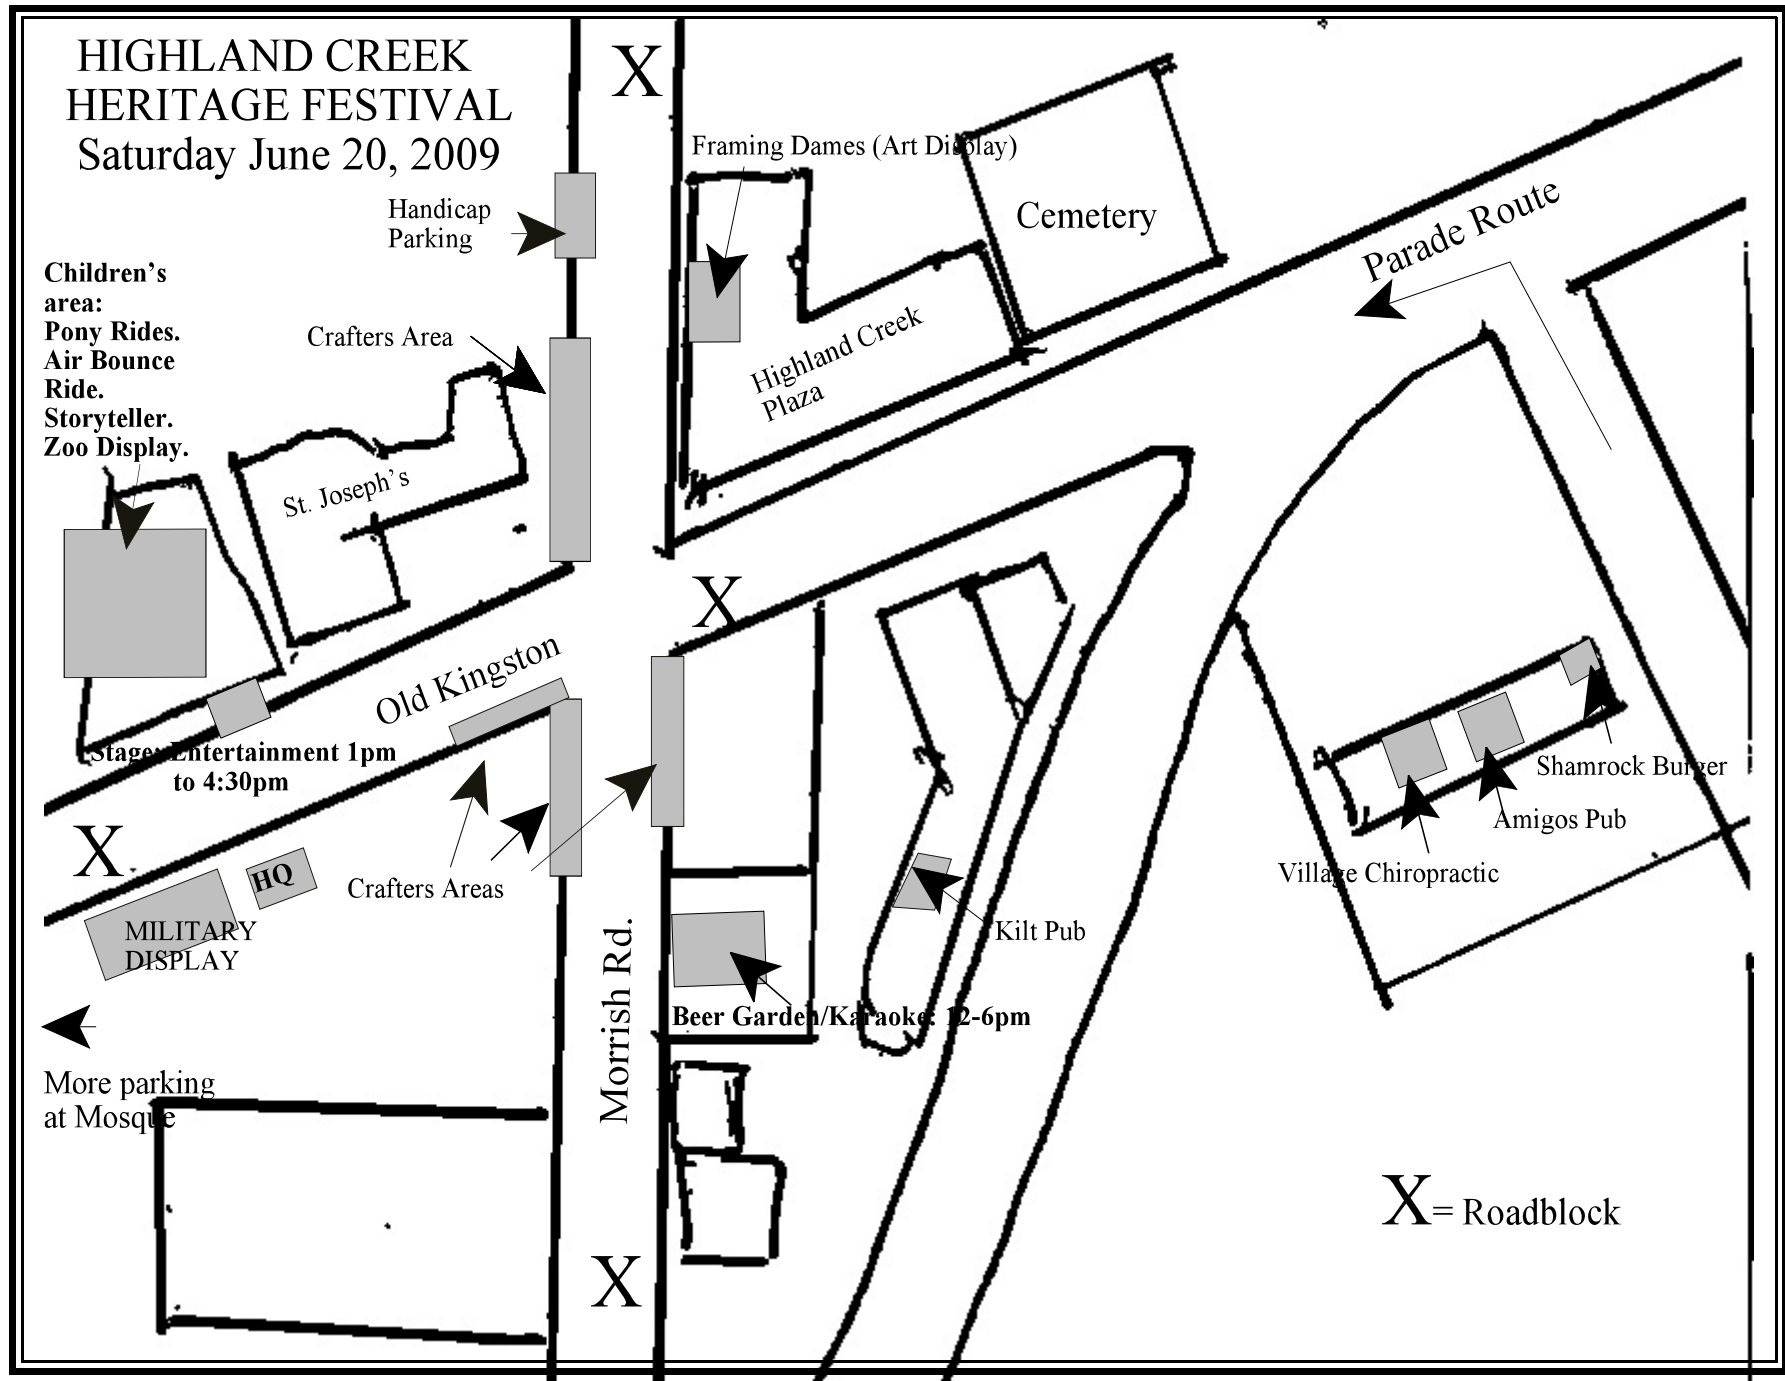 HIGHLAND CREEK
HERITAGE FESTIVAL
Saturday June 20, 2009
X
Framing Dames (Art Display)
Handicap
Parking
Cemetery
Parade Route
Children's
area:
Pony Rides.
Air Bounce
Ride.
Storyteller.
Zoo Display.
Crafters Area
Highland Creek
Plaza
St. Joseph's
X
Old Kingston
Stage: Entertainment 1pm
to 4:30pm
Shamrock Burger
Amigos Pub
Village Chiropractic
X
HQ
Crafters Areas
MILITARY
DISPLAY
Kilt Pub
Morrish Rd.
Beer Garden/Karaoke: 12-6pm
More parking
at Mosque
X= Roadblock
X